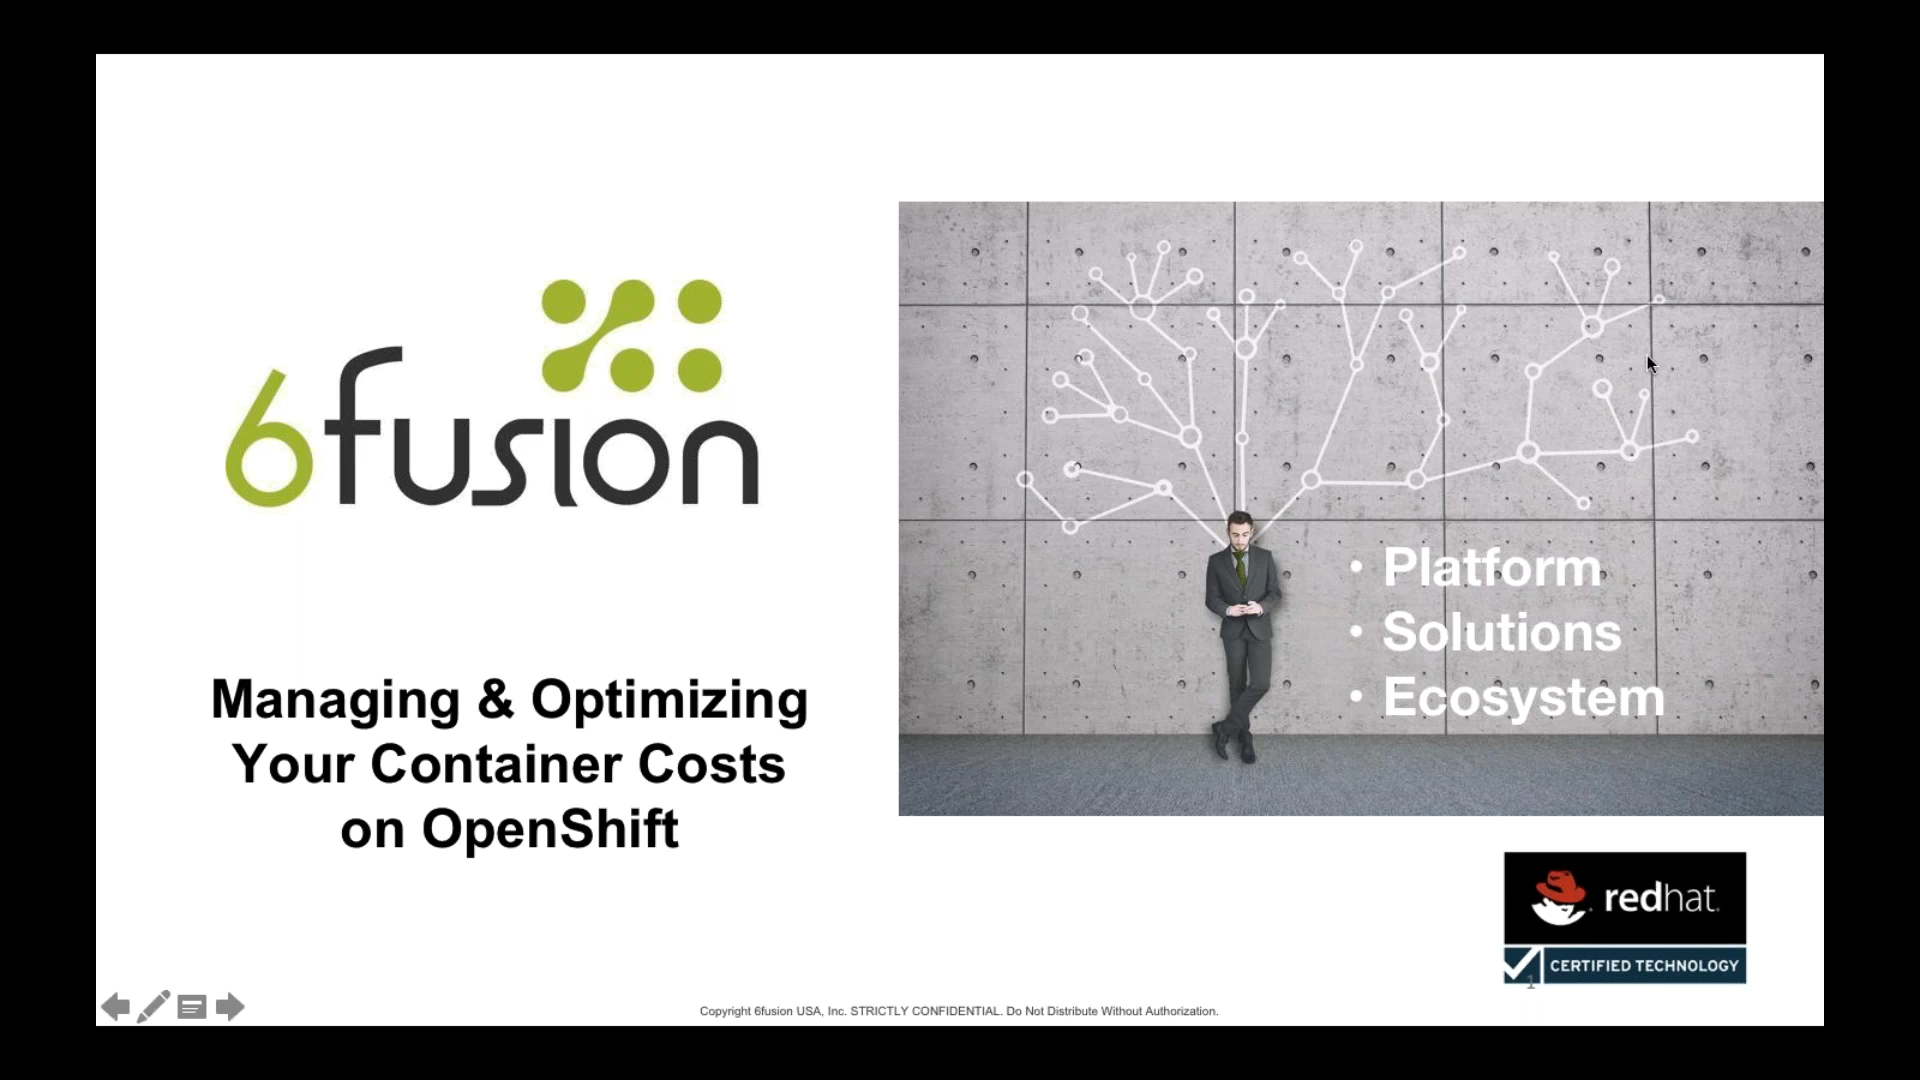 6fusion
Managing & Optimizing
Your Container Costs
on OpenShift
• Platform
• Solutions
• Ecosystem
redhat.
CERTIFIED TECHNOLOGY
1
Copyright 6fusion USA, Inc. STRICTLY CONFIDENTIAL. Do Not Distribute Without Authorization.